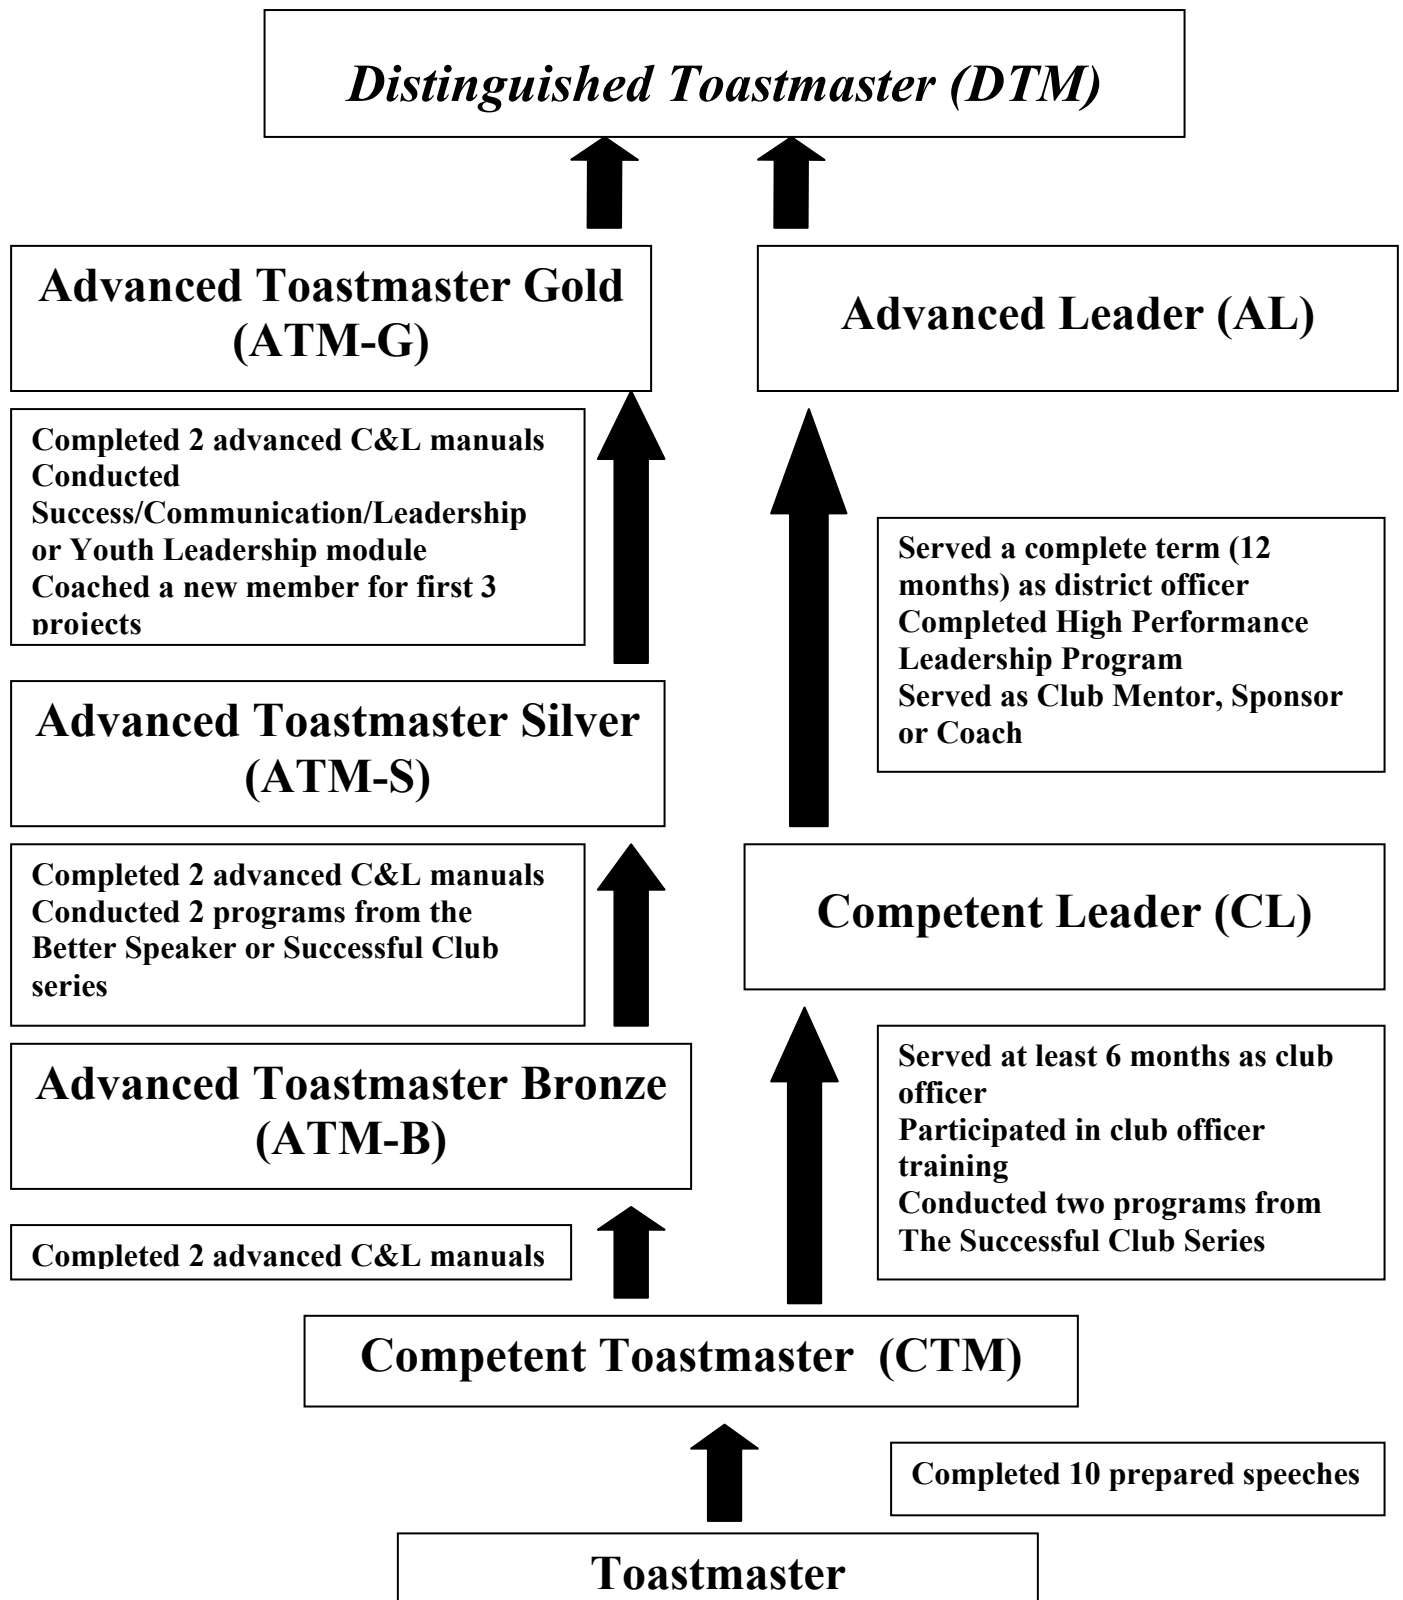 Distinguished Toastmaster (DTM)
Advanced Toastmaster Gold
(ATM-G)
Advanced Leader (AL)
Completed 2 advanced C&L manuals
Conducted
Success/Communication/Leadership
or Youth Leadership module
Coached a new member for first 3
projects
Served a complete term (12
months) as district officer
Completed High Performance
Leadership Program
Served as Club Mentor, Sponsor
or Coach
Advanced Toastmaster Silver
(ATM-S)
Completed 2 advanced C&L manuals
Conducted 2 programs from the
Better Speaker or Successful Club
series
Competent Leader (CL)
Advanced Toastmaster Bronze
(ATM-B)
Served at least 6 months as club
officer
Participated in club officer
training
Conducted two programs from
The Successful Club Series
Completed 2 advanced C&L manuals
Competent Toastmaster (CTM)
Completed 10 prepared speeches
Toastmaster